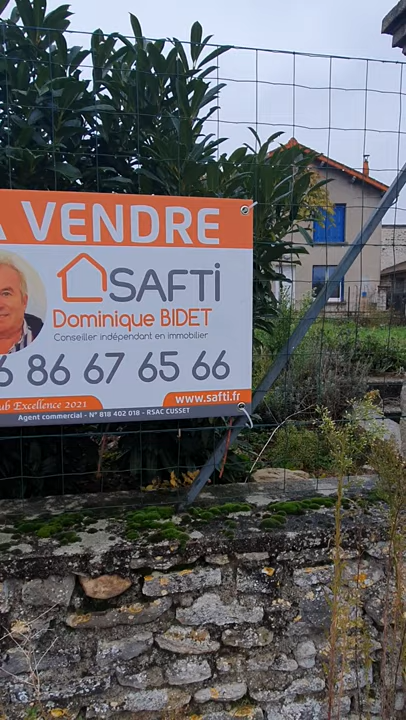 A VENDRE
SAFTi
Dominique BIDET
Conseiller indépendant en immobilier
6 86 67 65 66
ub Excellence 2021
www.safti.fr
Agent commercial - N° 818 402 018 - RSAC CUSSET